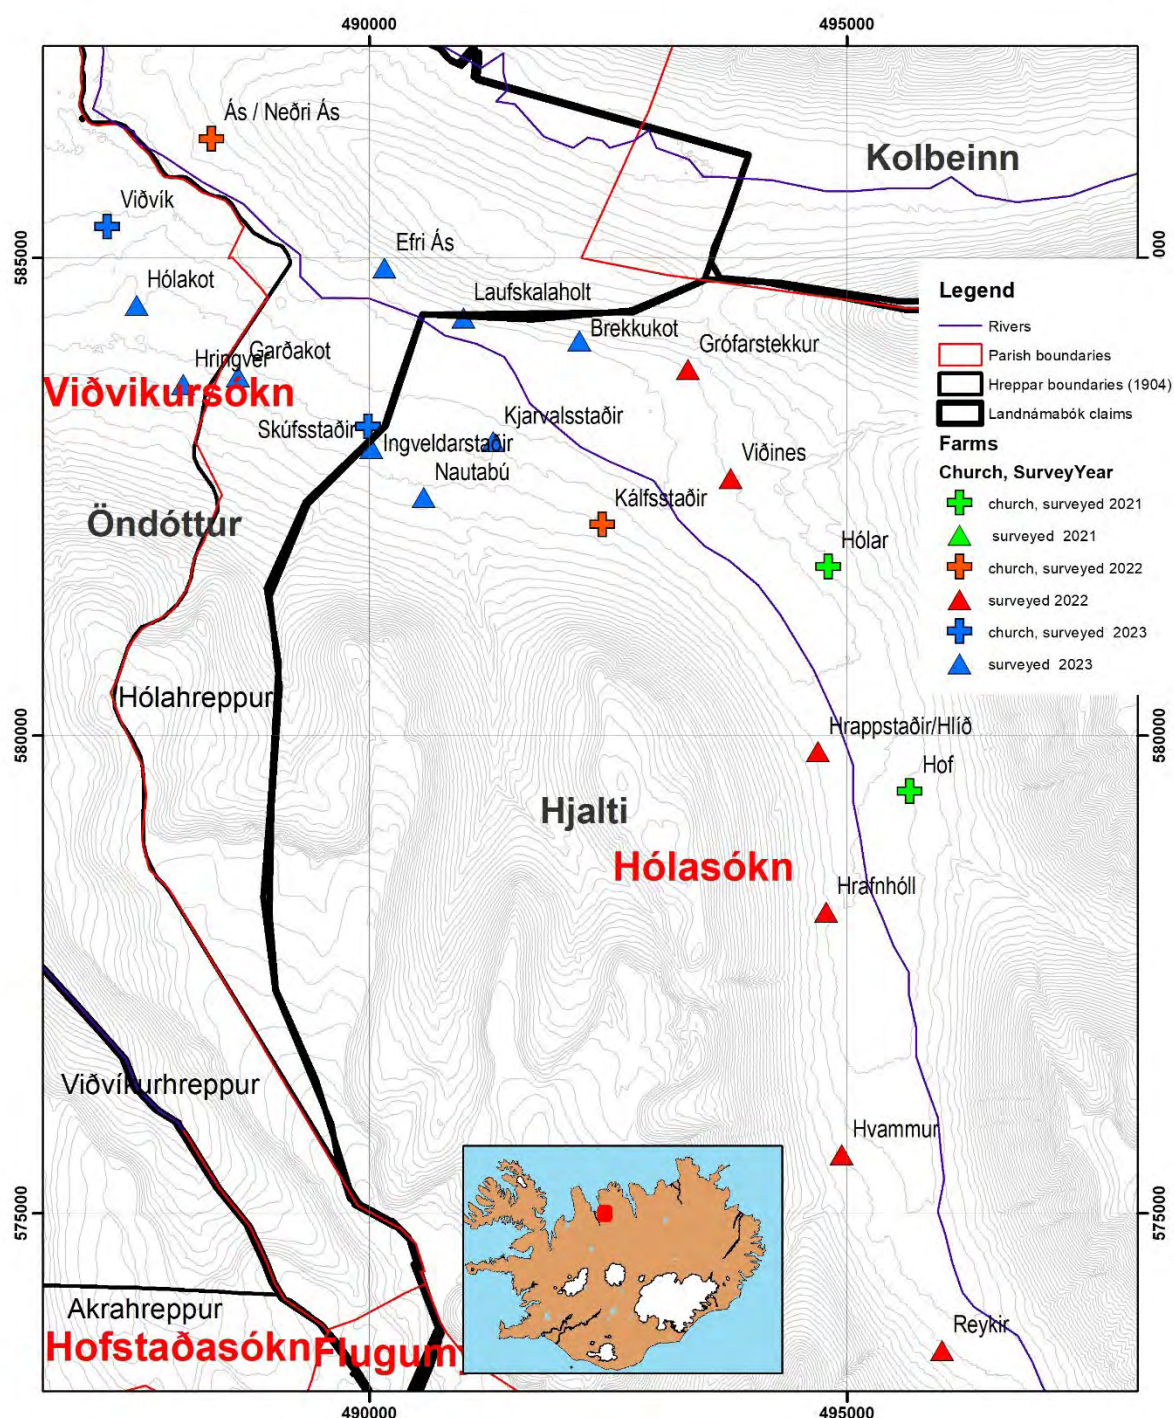 490000
495000
Ás / Neðri Ás
Kolbeinn
Viðvík
585000
Efri Ás
000
Hólakot
Laufskalaholt
Legend
Rivers
Brekkukot
Grófarstekkur
Parish boundaries
Hringver
Garðakot
Hreppar boundaries (1904)
Viðvikursókn
Landnámabók claims
Skúfsstaðir
Kjarvalsstaðir
Farms
Ingveldarstaðir
Nautabú
Viðines
Church, SurveyYear
Kálfsstaðir
church, surveyed 2021
Öndóttur
surveyed 2021
Hólar
church, surveyed 2022
surveyed 2022
church, surveyed 2023
surveyed 2023
Hólahreppur
580000
Hrappstaðir/Hlíð
580000
Hof
Hjalti
Hólasókn
Hrafnhóll
Viðvíkurhreppur
Hvammur
575000
575000
Akrahreppur
Reykir
Hofstaðasókn
Flugumý
490000
495000